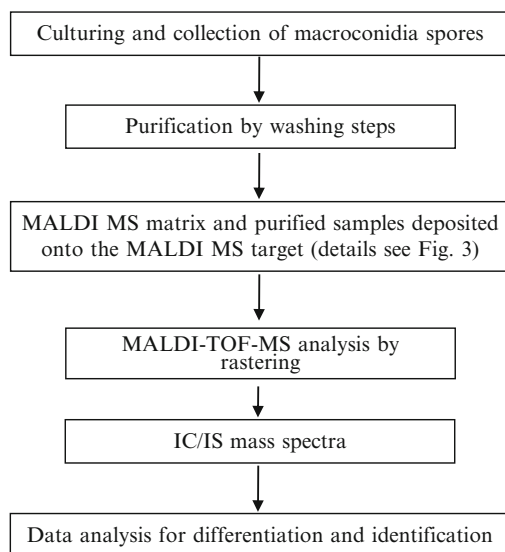 Culturing and collection of macroconidia spores
Purification by washing steps
MALDI MS matrix and purified samples deposited
onto the MALDI MS target (details see Fig. 3)
MALDI-TOF-MS analysis by
rastering
IC/IS mass spectra
Data analysis for differentiation and identification